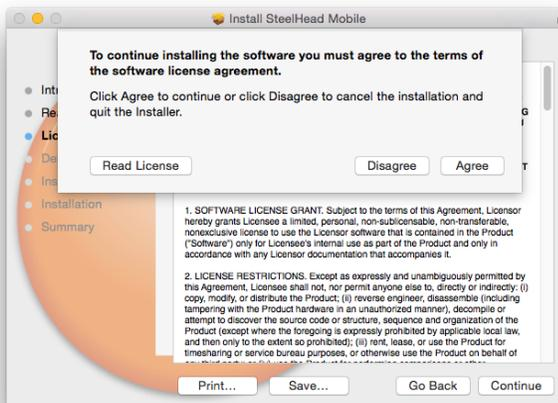 Install SteelHead Mobile
To continue installing the software you must agree to the terms of
the software license agreement.
Click Agree to continue or click Disagree to cancel the installation and
quit the Installer.
Read License
Disagree
Agree
Intr
Rea
Lic
De
Ins
Installation
Summary
G
T
1. SOFTWARE LICENSE GRANT. Subject to the terms of this Agreement, Licensor
hereby grants Licensee a limited, personal, non-sublicensable, non-transferable,
nonexclusive license to use the Licensor software that is contained in the Product
("Software") only for Licensee's internal use as part of the Product and only in
accordance with any Licensor documentation that accompanies it.
2. LICENSE RESTRICTIONS. Except as expressly and unambiguously permitted by
this Agreement, Licensee shall not, nor permit anyone else to, directly or indirectly: (i)
copy, modify, or distribute the Product; (ii) reverse engineer, disassemble (including
tampering with the Product hardware in an unauthorized manner), decompile or
attempt to discover the source code or structure, sequence and organization of the
Product (except where the foregoing is expressly prohibited by applicable local law,
and then only to the extent so prohibited); (iii) rent, lease, or use the Product for
timesharing or service bureau purposes, or otherwise use the Product on behalf of
Print...
Save...
Go Back
Continue